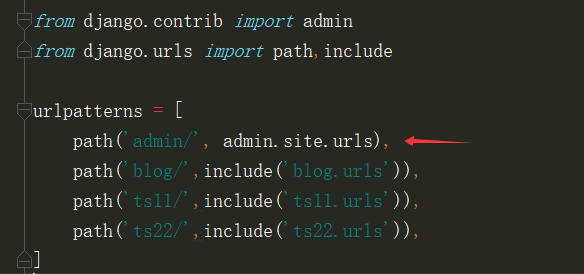 from django.contrib import admin
from django.urls import path,include
urlpatterns = [
path('admin/', admin.site.urls),
path('blog/',include('blog.urls')),
path('ts11/',include('ts11.urls')),
path('ts22/',include('ts22.urls')),
]